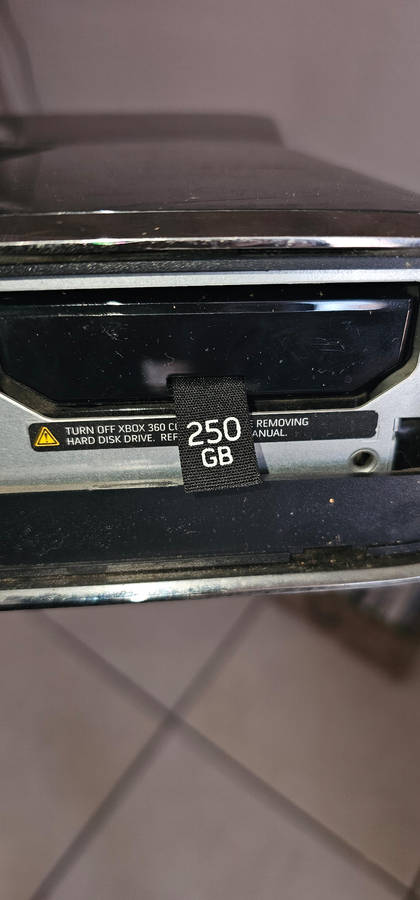 TURN OFF XBOX 360 REMOVING
HARD DISK DRIVE.
250
GB